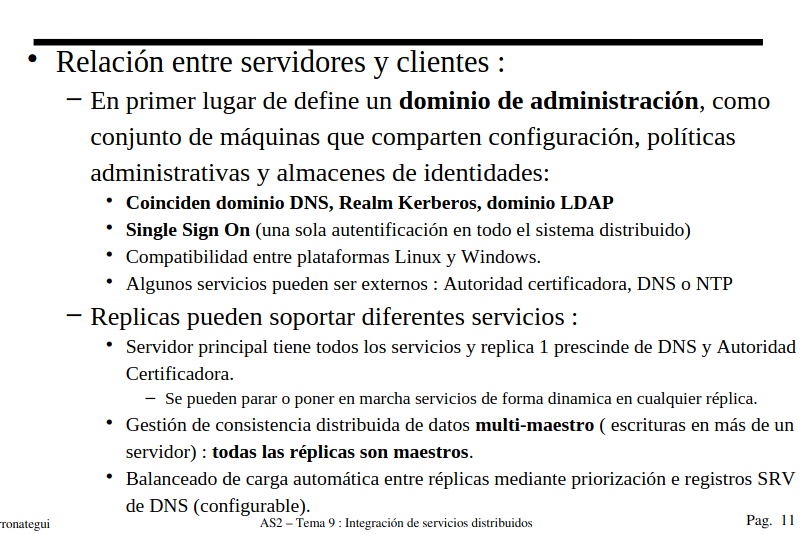 • Relación entre servidores y clientes :
– En primer lugar de define un dominio de administración, como
conjunto de máquinas que comparten configuración, políticas
administrativas y almacenes de identidades:
• Coinciden dominio DNS, Realm Kerberos, dominio LDAP
• Single Sign On (una sola autentificación en todo el sistema distribuido)
• Compatibilidad entre plataformas Linux y Windows.
• Algunos servicios pueden ser externos : Autoridad certificadora, DNS o NTP
– Replicas pueden soportar diferentes servicios :
• Servidor principal tiene todos los servicios y replica 1 prescinde de DNS y Autoridad
Certificadora.
– Se pueden parar o poner en marcha servicios de forma dinamica en cualquier réplica.
• Gestión de consistencia distribuida de datos multi-maestro ( escrituras en más de un
servidor) : todas las réplicas son maestros.
• Balanceado de carga automática entre réplicas mediante priorización e registros SRV
de DNS (configurable).
rronategui AS2 – Tema 9 : Integración de servicios distribuidos Pag. 11